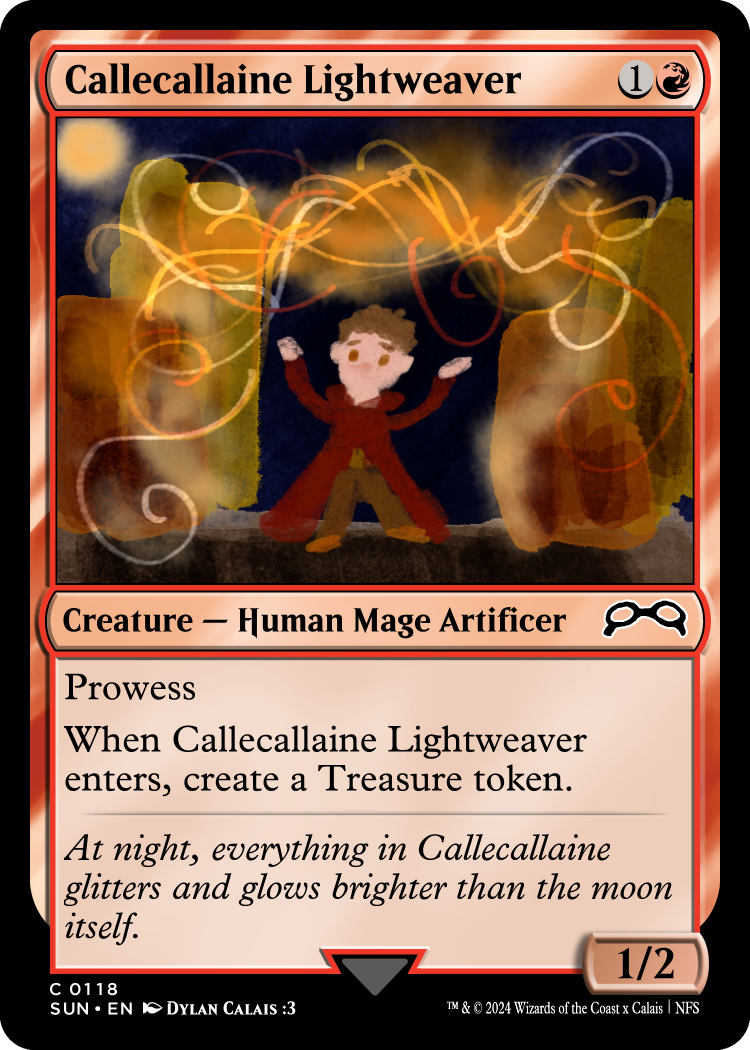 Callecallaine Lightweaver 1
Creature — Human Mage Artificer
Prowess
When Callecallaine Lightweaver
enters, create a Treasure token.
At night, everything in Callecallaine
glitters and glows brighter than the moon
itself.
1/2
C 0118
SUN • EN Dylan Calais :3
™ & © 2024 Wizards of the Coast x Calais | NFS